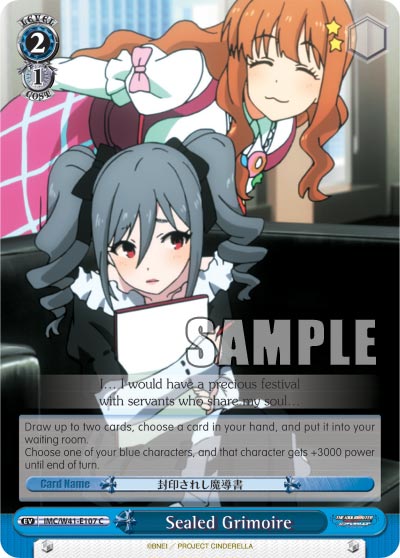 LEVEL
2
1
COST
SAMPLE
I... I would have a precious festival
with servants who share my soul...
Draw up to two cards, choose a card in your hand, and put it into your
waiting room.
Choose one of your blue characters, and that character gets +3000 power
until end of turn.
Card Name 封印されし魔導書
EV IMC/W41-E107 C Sealed Grimoire THE IDOLM@STER
©BNEI / PROJECT CINDERELLA